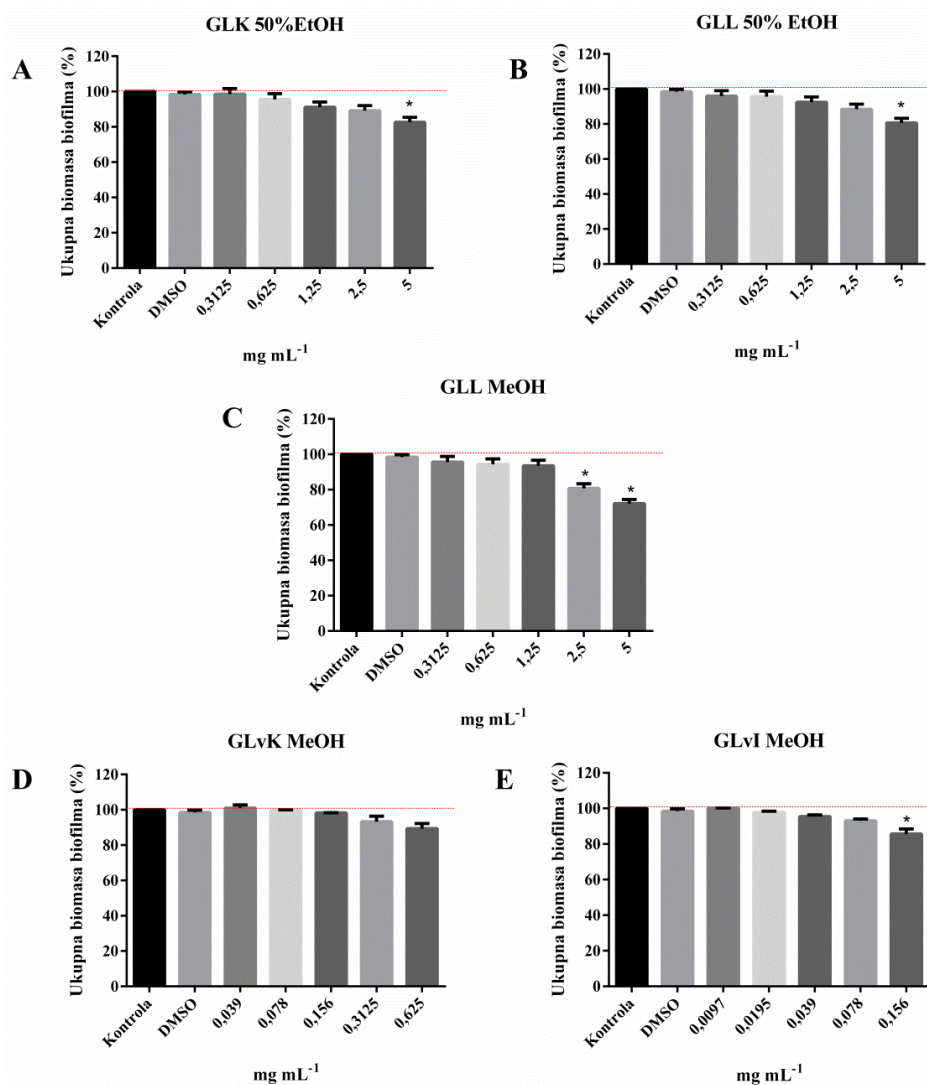 GLK 50%EtOH
A
Ukupna biomasa biofilma (%)
120
100
80
60
40
20
0
Kontrola
DMSO
0,3125
0,625
1,25
2,5
5
*
mg mL-1
GLL 50% EtOH
B
Ukupna biomasa biofilma (%)
120
100
80
60
40
20
0
Kontrola
DMSO
0,3125
0,625
1,25
2,5
5
*
mg mL-1
GLL MeOH
C
Ukupna biomasa biofilma (%)
120
100
80
60
40
20
0
Kontrola
DMSO
0,3125
0,625
1,25
2,5
5
*
*
mg mL-1
GLvK MeOH
D
Ukupna biomasa biofilma (%)
120
100
80
60
40
20
0
Kontrola
DMSO
0,039
0,078
0,156
0,3125
0,625
mg mL-1
GLvI MeOH
E
Ukupna biomasa biofilma (%)
120
100
80
60
40
20
0
Kontrola
DMSO
0,0097
0,0195
0,039
0,078
0,156
*
mg mL-1